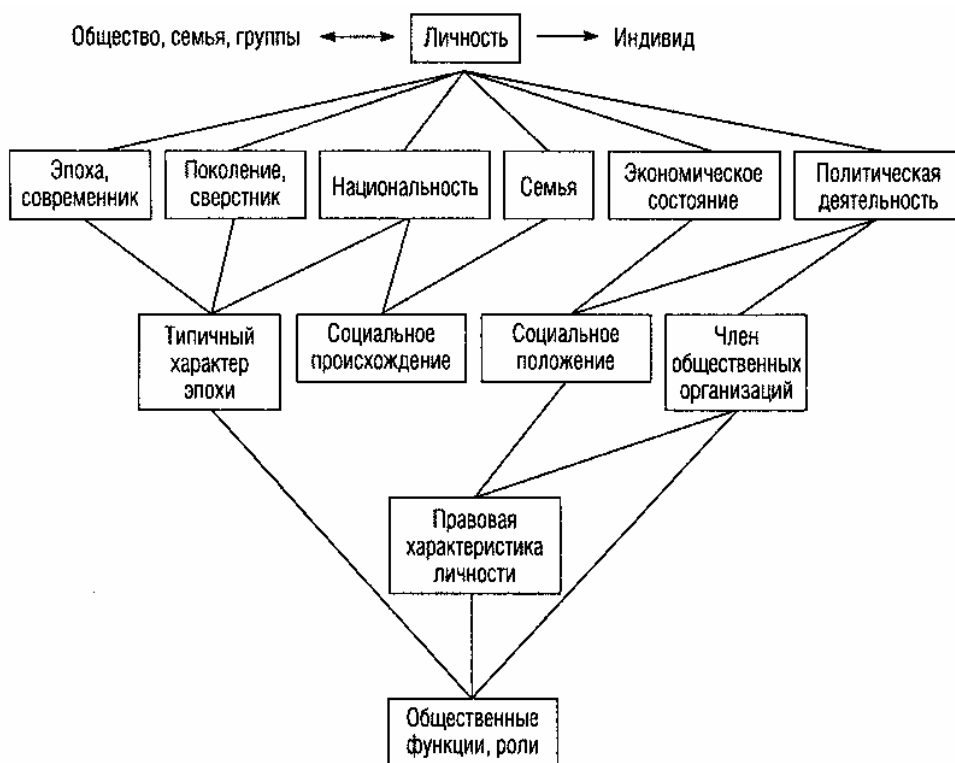 Общество, семья, группы
Личность
Индивид
Эпоха,
современник
Поколение,
сверстник
Национальность
Семья
Экономическое
состояние
Политическая
деятельность
Типичный
характер
эпохи
Социальное
происхождение
Социальное
положение
Член
общественных
организаций
Правовая
характеристика
личности
Общественные
функции, роли